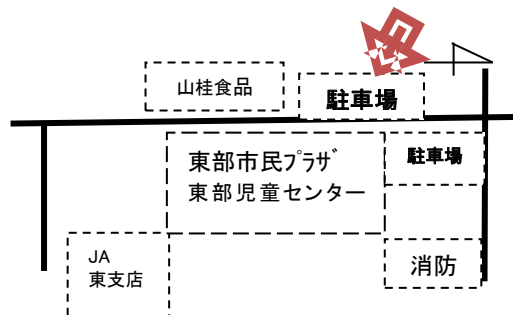 山桂食品
駐車場
東部市民プラザ
東部児童センター
駐車場
JA
東支店
消防